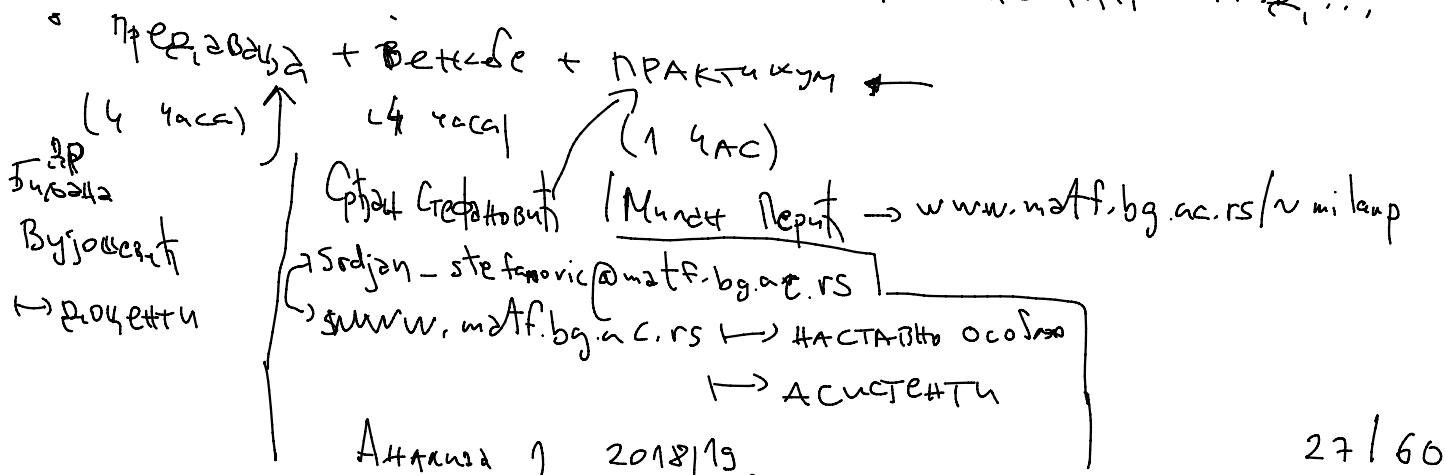 Предавања + Вежбе + ПРАКТИКУМ ←
(4 часа) (4 часа) (1 ЧАС)
др
Биљана Срђан Стефановић / Милан Перић → www.matf.bg.ac.rs/~milanp
Вујошевић
↦ доценти
srdjan_stefanovic@matf.bg.ac.rs
www.matf.bg.ac.rs ↦ НАСТАВНО ОСОБЉЕ
↦ АСИСТЕНТИ
Анализа 1 2018/19
27/60